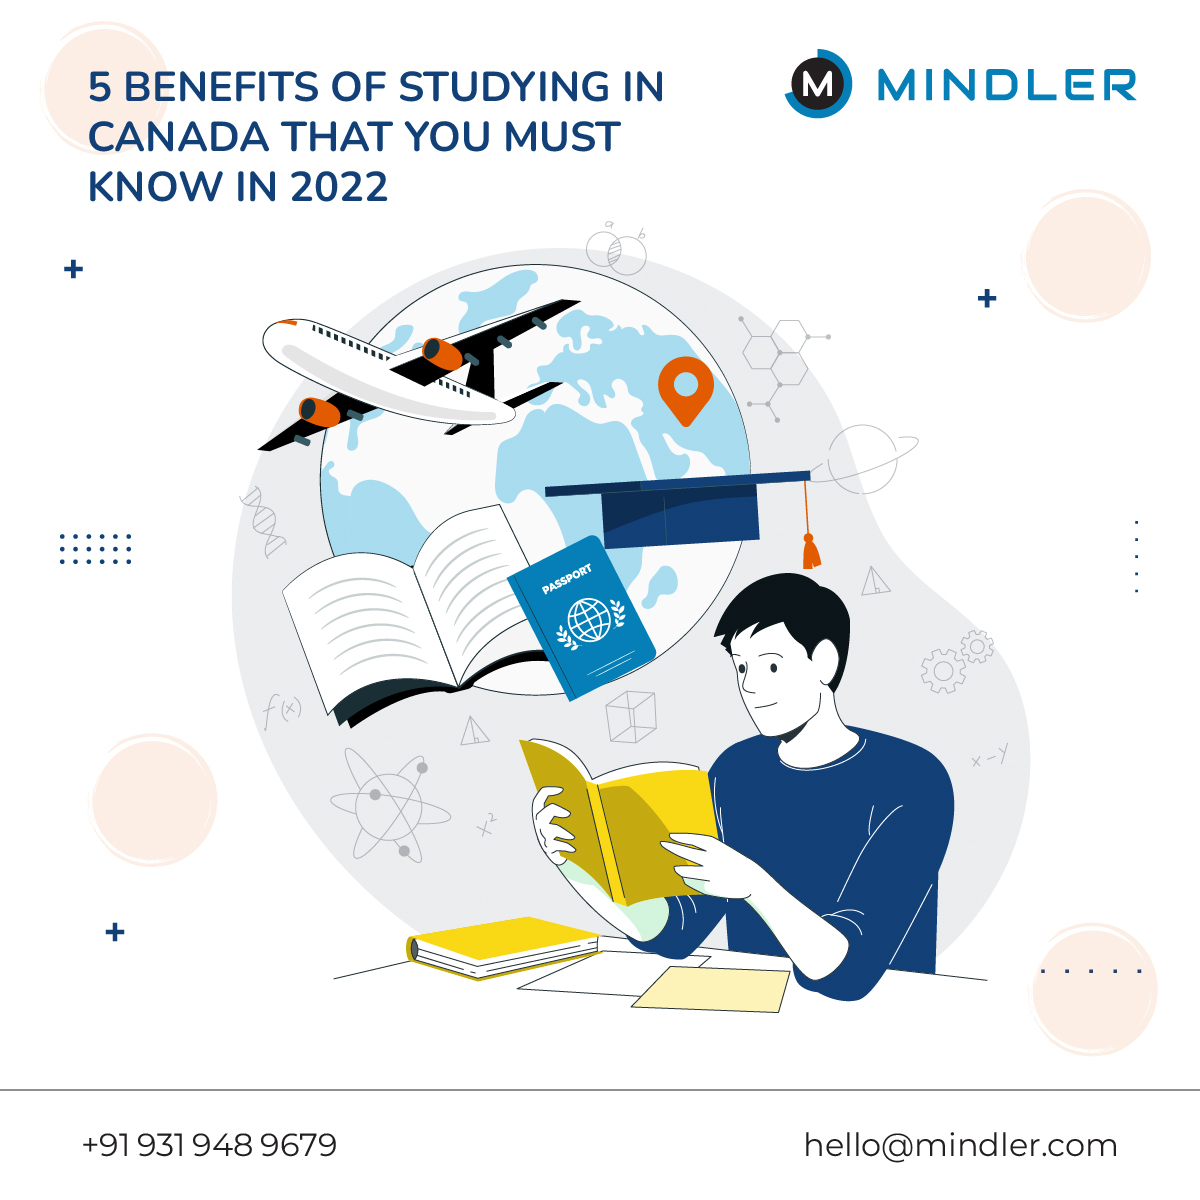 5 BENEFITS OF STUDYING IN
CANADA THAT YOU MUST
KNOW IN 2022
M MINDLER
a b
PASSPORT
f(x)
x-y
x²
+91 931 948 9679
hello@mindler.com